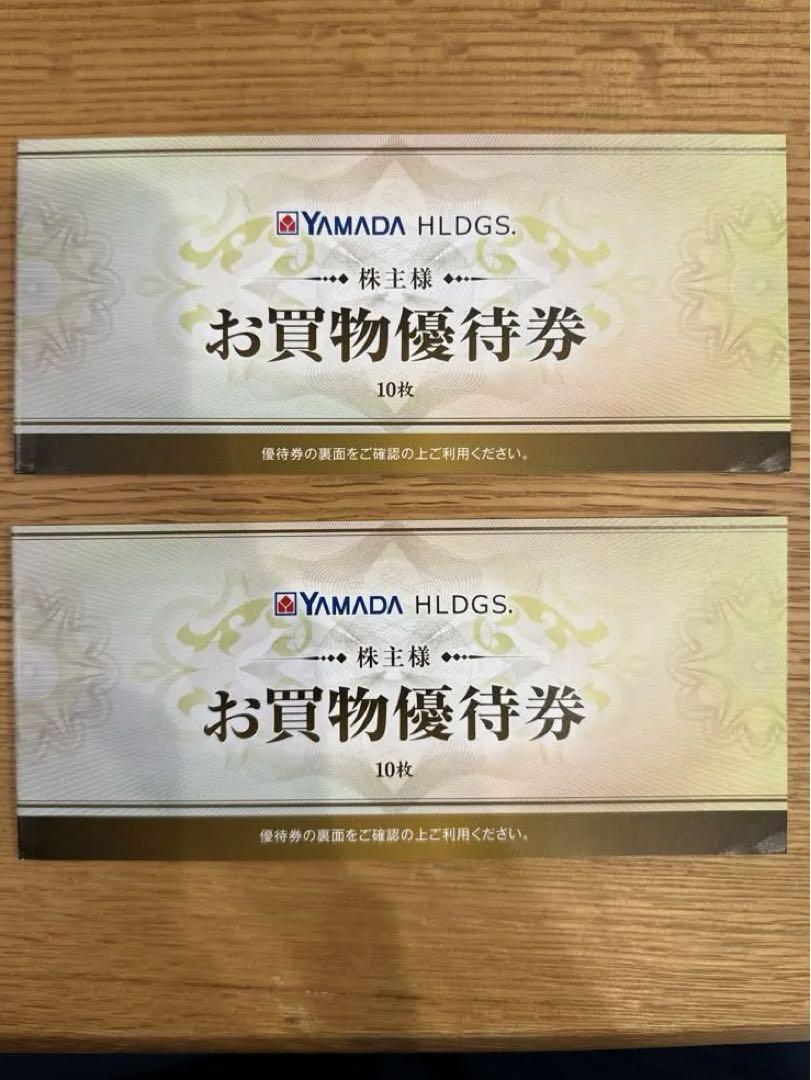 YAMADA HLDGS.
株主様
お買物優待券
10枚
優待券の裏面をご確認の上ご利用ください。
YAMADA HLDGS.
株主様
お買物優待券
10枚
優待券の裏面をご確認の上ご利用ください。